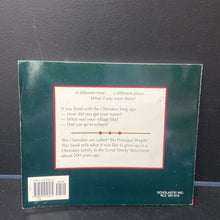 A different time . . . a different place . . .
What if you were there?
If you lived with the Cherokee long ago
—How did you get your name?
—What was your village like?
—Did you go to school?
The Cherokee are called "the Principal People."
This book tells what it was like to grow up in a
Cherokee family in the Great Smoky Mountains
about 200 years ago.
SCHOLASTIC INC.